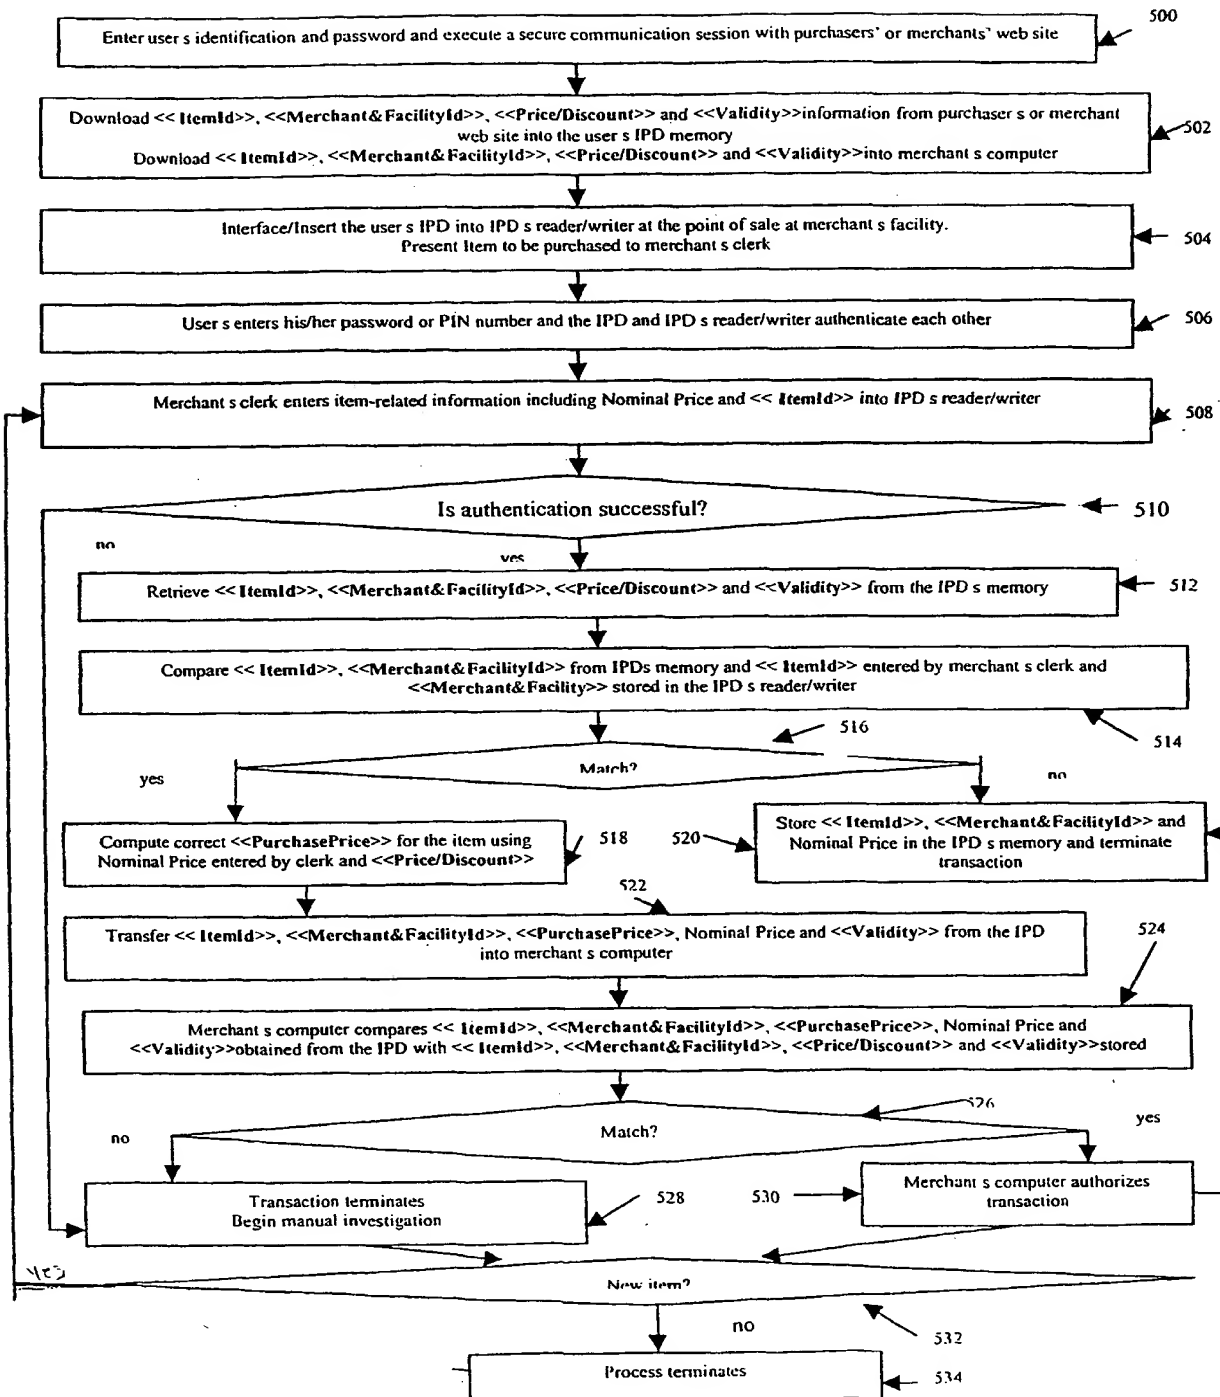 500
Enter user s identification and password and execute a secure communication session with purchasers' or merchants' web site
Download << ItemId>>, <<Merchant&FacilityId>>, <<Price/Discount>> and <<Validity>>information from purchaser s or merchant
web site into the user s IPD memory
Download << ItemId>>, <<Merchant&FacilityId>>, <<Price/Discount>> and <<Validity>>into merchant s computer
502
Interface/Insert the user s IPD into IPD s reader/writer at the point of sale at merchant s facility.
Present Item to be purchased to merchant s clerk
504
User s enters his/her password or PIN number and the IPD and IPD s reader/writer authenticate each other
506
Merchant s clerk enters item-related information including Nominal Price and << ItemId>> into IPD s reader/writer
508
Is authentication successful?
510
no
yes
Retrieve << ItemId>>, <<Merchant&FacilityId>>, <<Price/Discount>> and <<Validity>> from the IPD s memory
512
Compare << ItemId>>, <<Merchant&FacilityId>> from IPDs memory and << ItemId>> entered by merchant s clerk and
<<Merchant&Facility>> stored in the IPD s reader/writer
514
516
Match?
yes
no
Compute correct <<PurchasePrice>> for the item using
Nominal Price entered by clerk and <<Price/Discount>>
518
520
Store << ItemId>>, <<Merchant&FacilityId>> and
Nominal Price in the IPD s memory and terminate
transaction
522
Transfer << ItemId>>, <<Merchant&FacilityId>>, <<PurchasePrice>>, Nominal Price and <<Validity>> from the IPD
into merchant s computer
524
Merchant s computer compares << ItemId>>, <<Merchant&FacilityId>>, <<PurchasePrice>>, Nominal Price and
<<Validity>>obtained from the IPD with << ItemId>>, <<Merchant&FacilityId>>, <<Price/Discount>> and <<Validity>>stored
526
no
Match?
yes
Transaction terminates
Begin manual investigation
528
530
Merchant s computer authorizes
transaction
yes
New item?
no
532
Process terminates
534